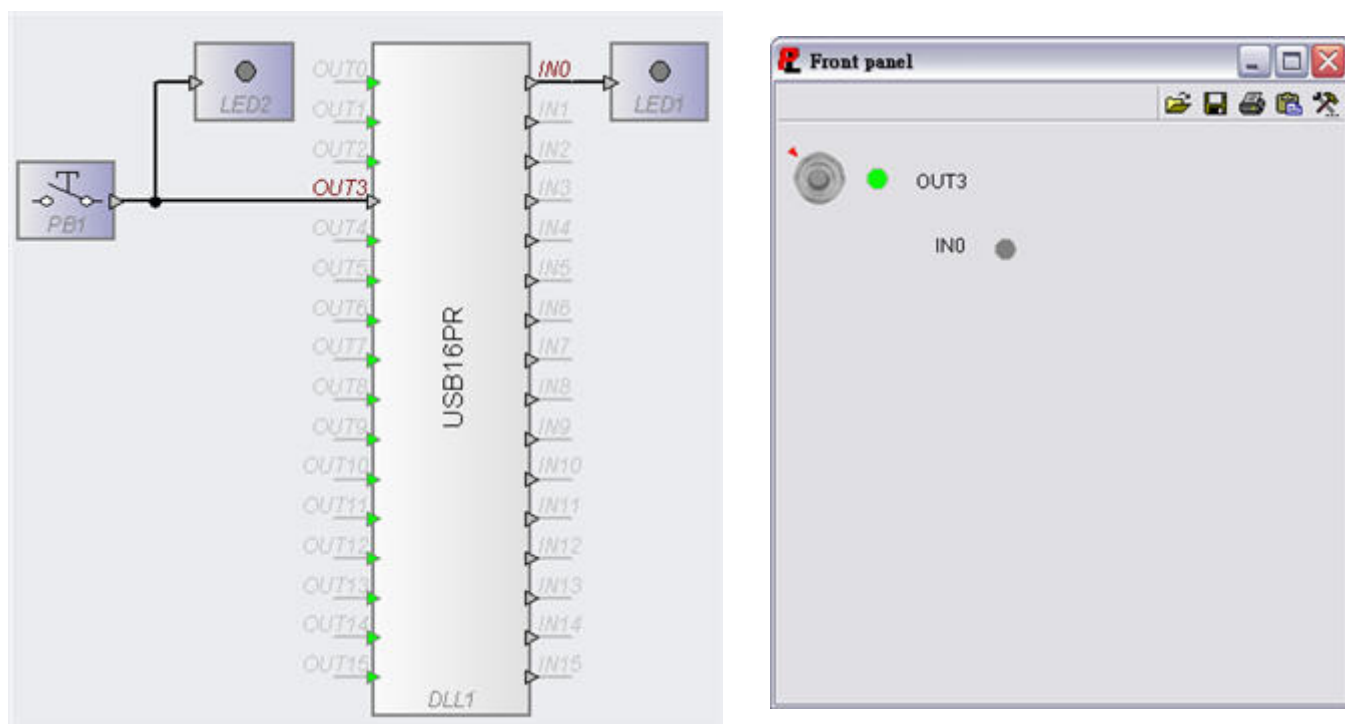 OUT0
IN0
LED2
LED1
OUT1
IN1
OUT2
IN2
OUT3
IN3
PB1
OUT4
IN4
OUT5
IN5
OUT6
IN6
OUT7
IN7
OUT8
IN8
OUT9
IN9
OUT10
IN10
OUT11
IN11
OUT12
IN12
OUT13
IN13
OUT14
IN14
OUT15
IN15
USB16PR
DLL1
Front panel
OUT3
IN0